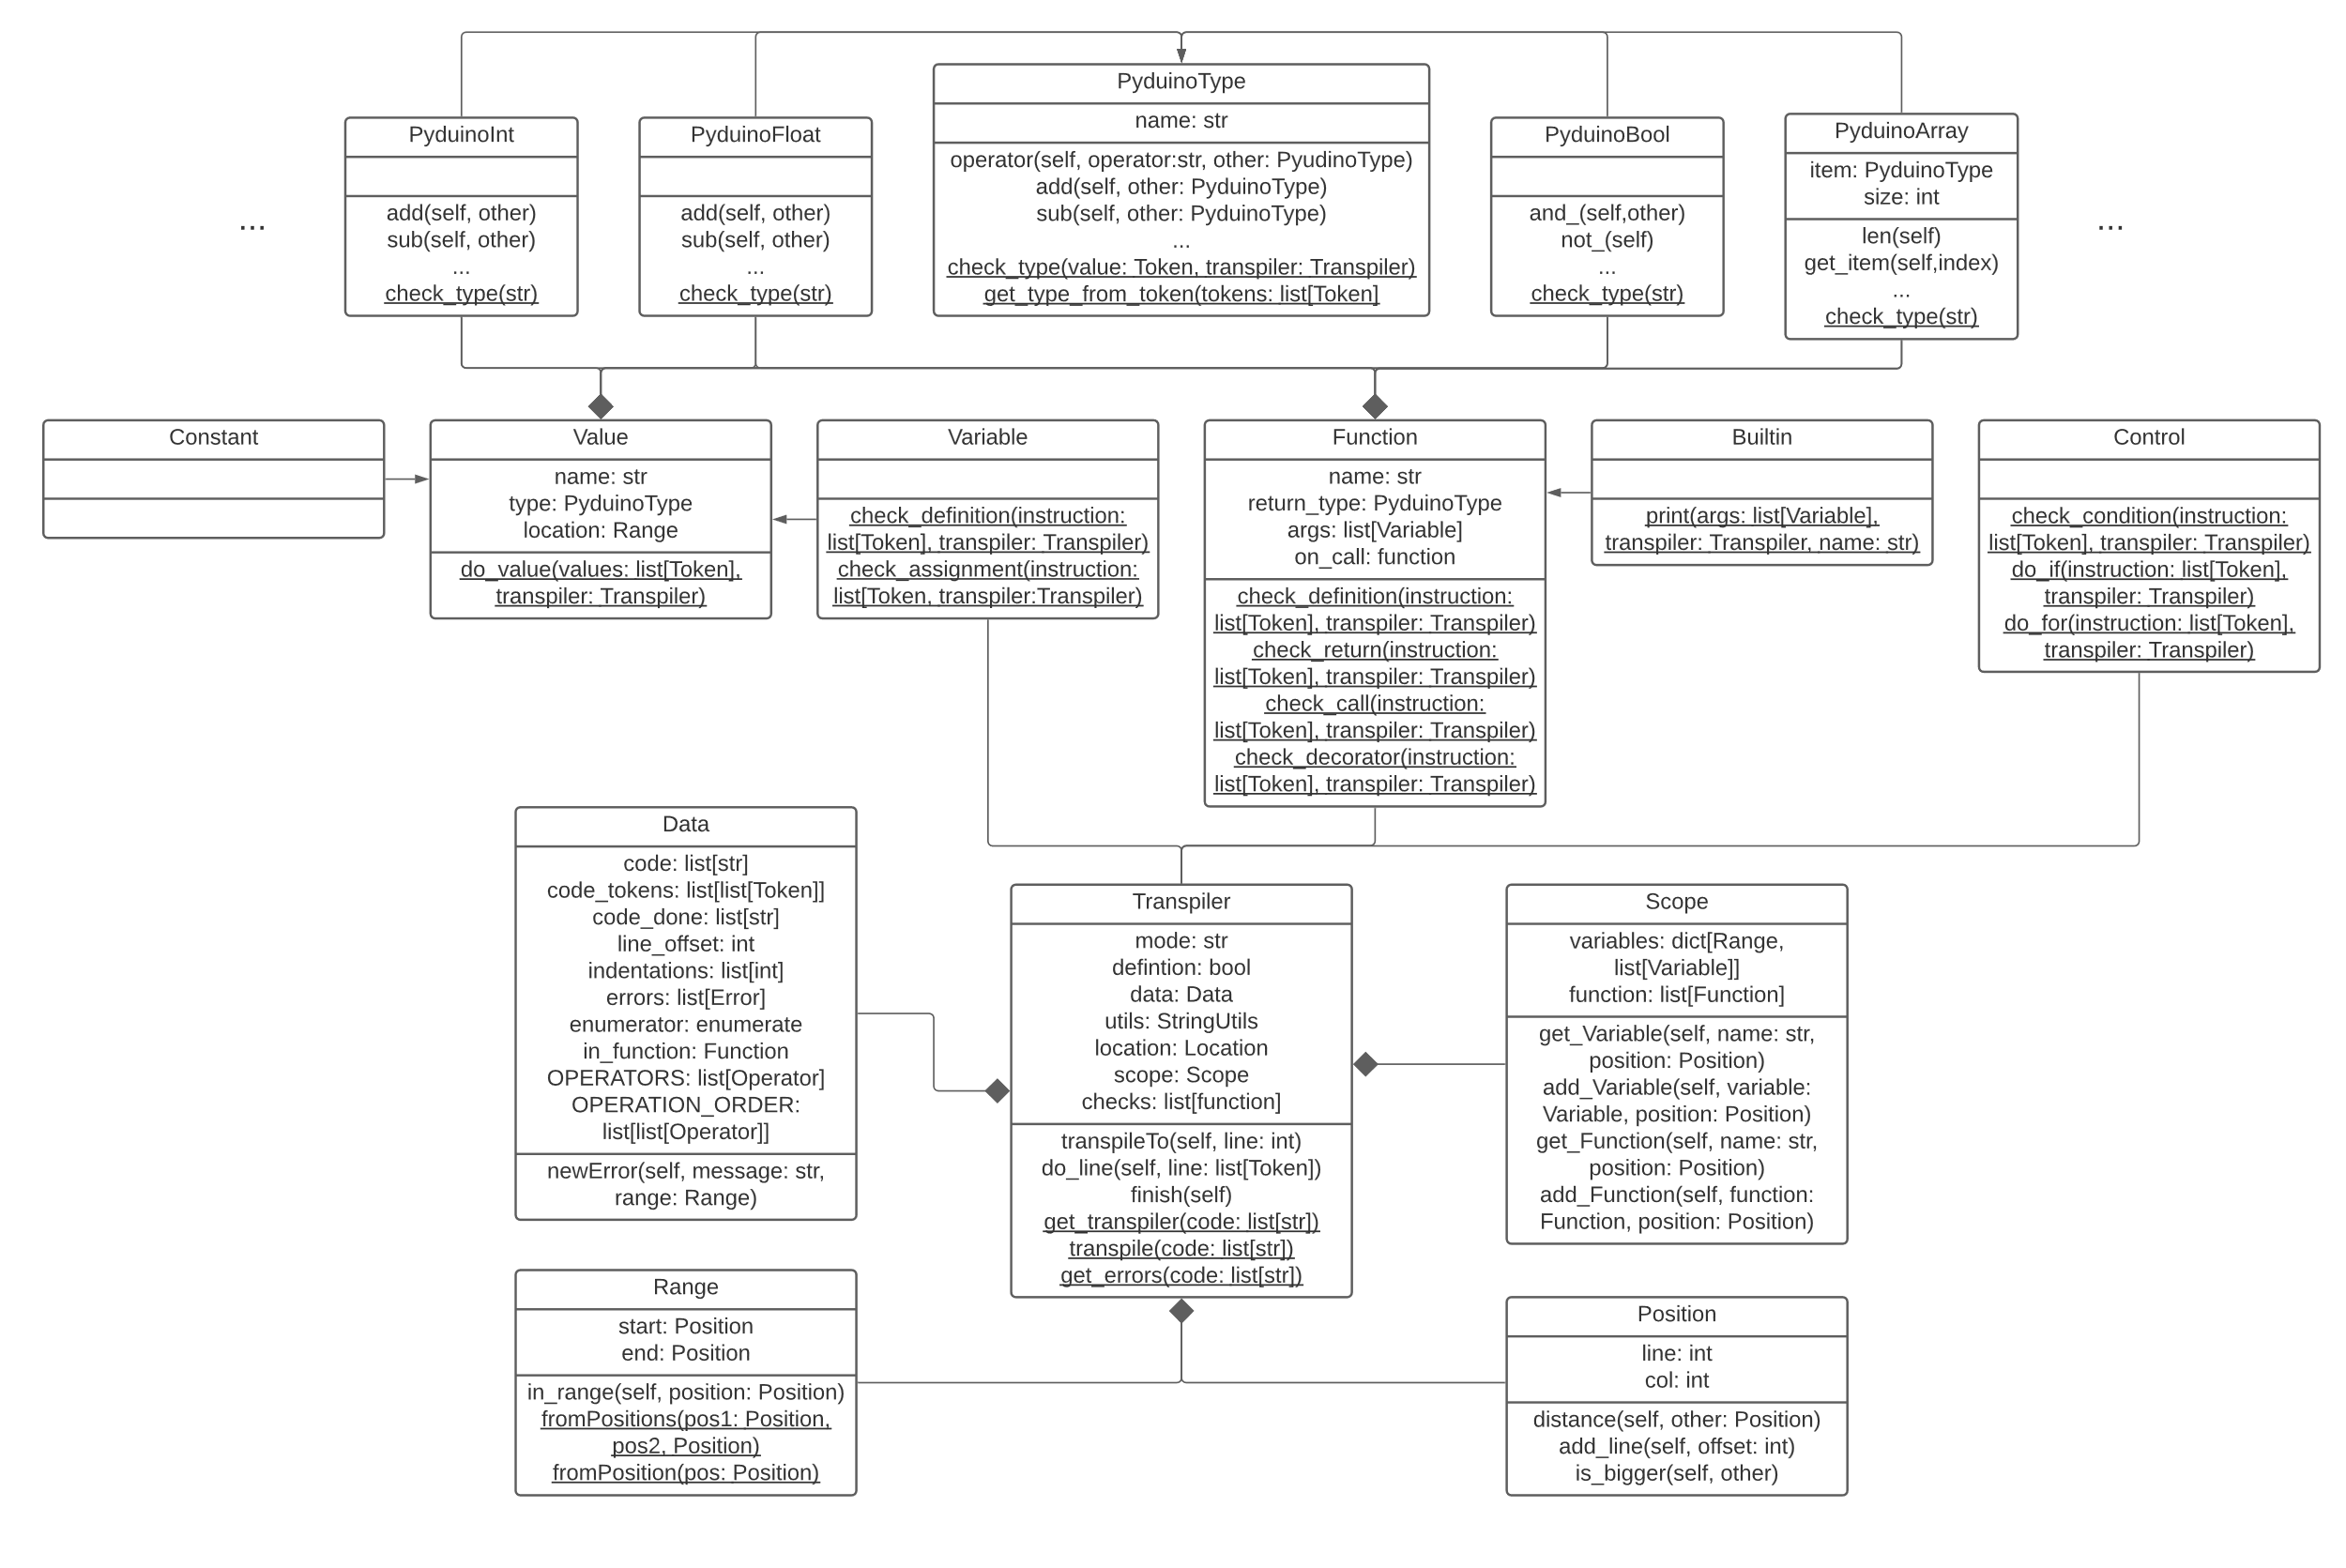 PyduinoType
name: str
operator(self, operator:str, other: PyudinoType)
add(self, other: PyduinoType)
sub(self, other: PyduinoType)
...
check_type(value: Token, transpiler: Transpiler)
get_type_from_token(tokens: list[Token]
...
PyduinoInt
add(self, other)
sub(self, other)
...
check_type(str)
PyduinoFloat
add(self, other)
sub(self, other)
...
check_type(str)
PyduinoBool
and_(self,other)
not_(self)
...
check_type(str)
PyduinoArray
item: PyduinoType
size: int
len(self)
get_item(self,index)
...
check_type(str)
...
Constant
Value
name: str
type: PyduinoType
location: Range
do_value(values: list[Token],
transpiler: Transpiler)
Variable
check_definition(instruction:
list[Token], transpiler: Transpiler)
check_assignment(instruction:
list[Token, transpiler:Transpiler)
Function
name: str
return_type: PyduinoType
args: list[Variable]
on_call: function
check_definition(instruction:
list[Token], transpiler: Transpiler)
check_return(instruction:
list[Token], transpiler: Transpiler)
check_call(instruction:
list[Token], transpiler: Transpiler)
check_decorator(instruction:
list[Token], transpiler: Transpiler)
Builtin
print(args: list[Variable],
transpiler: Transpiler, name: str)
Control
check_condition(instruction:
list[Token], transpiler: Transpiler)
do_if(instruction: list[Token],
transpiler: Transpiler)
do_for(instruction: list[Token],
transpiler: Transpiler)
Data
code: list[str]
code_tokens: list[list[Token]]
code_done: list[str]
line_offset: int
indentations: list[int]
errors: list[Error]
enumerator: enumerate
in_function: Function
OPERATORS: list[Operator]
OPERATION_ORDER:
list[list[Operator]]
newError(self, message: str,
range: Range)
Transpiler
mode: str
defintion: bool
data: Data
utils: StringUtils
location: Location
scope: Scope
checks: list[function]
transpileTo(self, line: int)
do_line(self, line: list[Token])
finish(self)
get_transpiler(code: list[str])
transpile(code: list[str])
get_errors(code: list[str])
Scope
variables: dict[Range,
list[Variable]]
function: list[Function]
get_Variable(self, name: str,
position: Position)
add_Variable(self, variable:
Variable, position: Position)
get_Function(self, name: str,
position: Position)
add_Function(self, function:
Function, position: Position)
Range
start: Position
end: Position
in_range(self, position: Position)
fromPositions(pos1: Position,
pos2, Position)
fromPosition(pos: Position)
Position
line: int
col: int
distance(self, other: Position)
add_line(self, offset: int)
is_bigger(self, other)